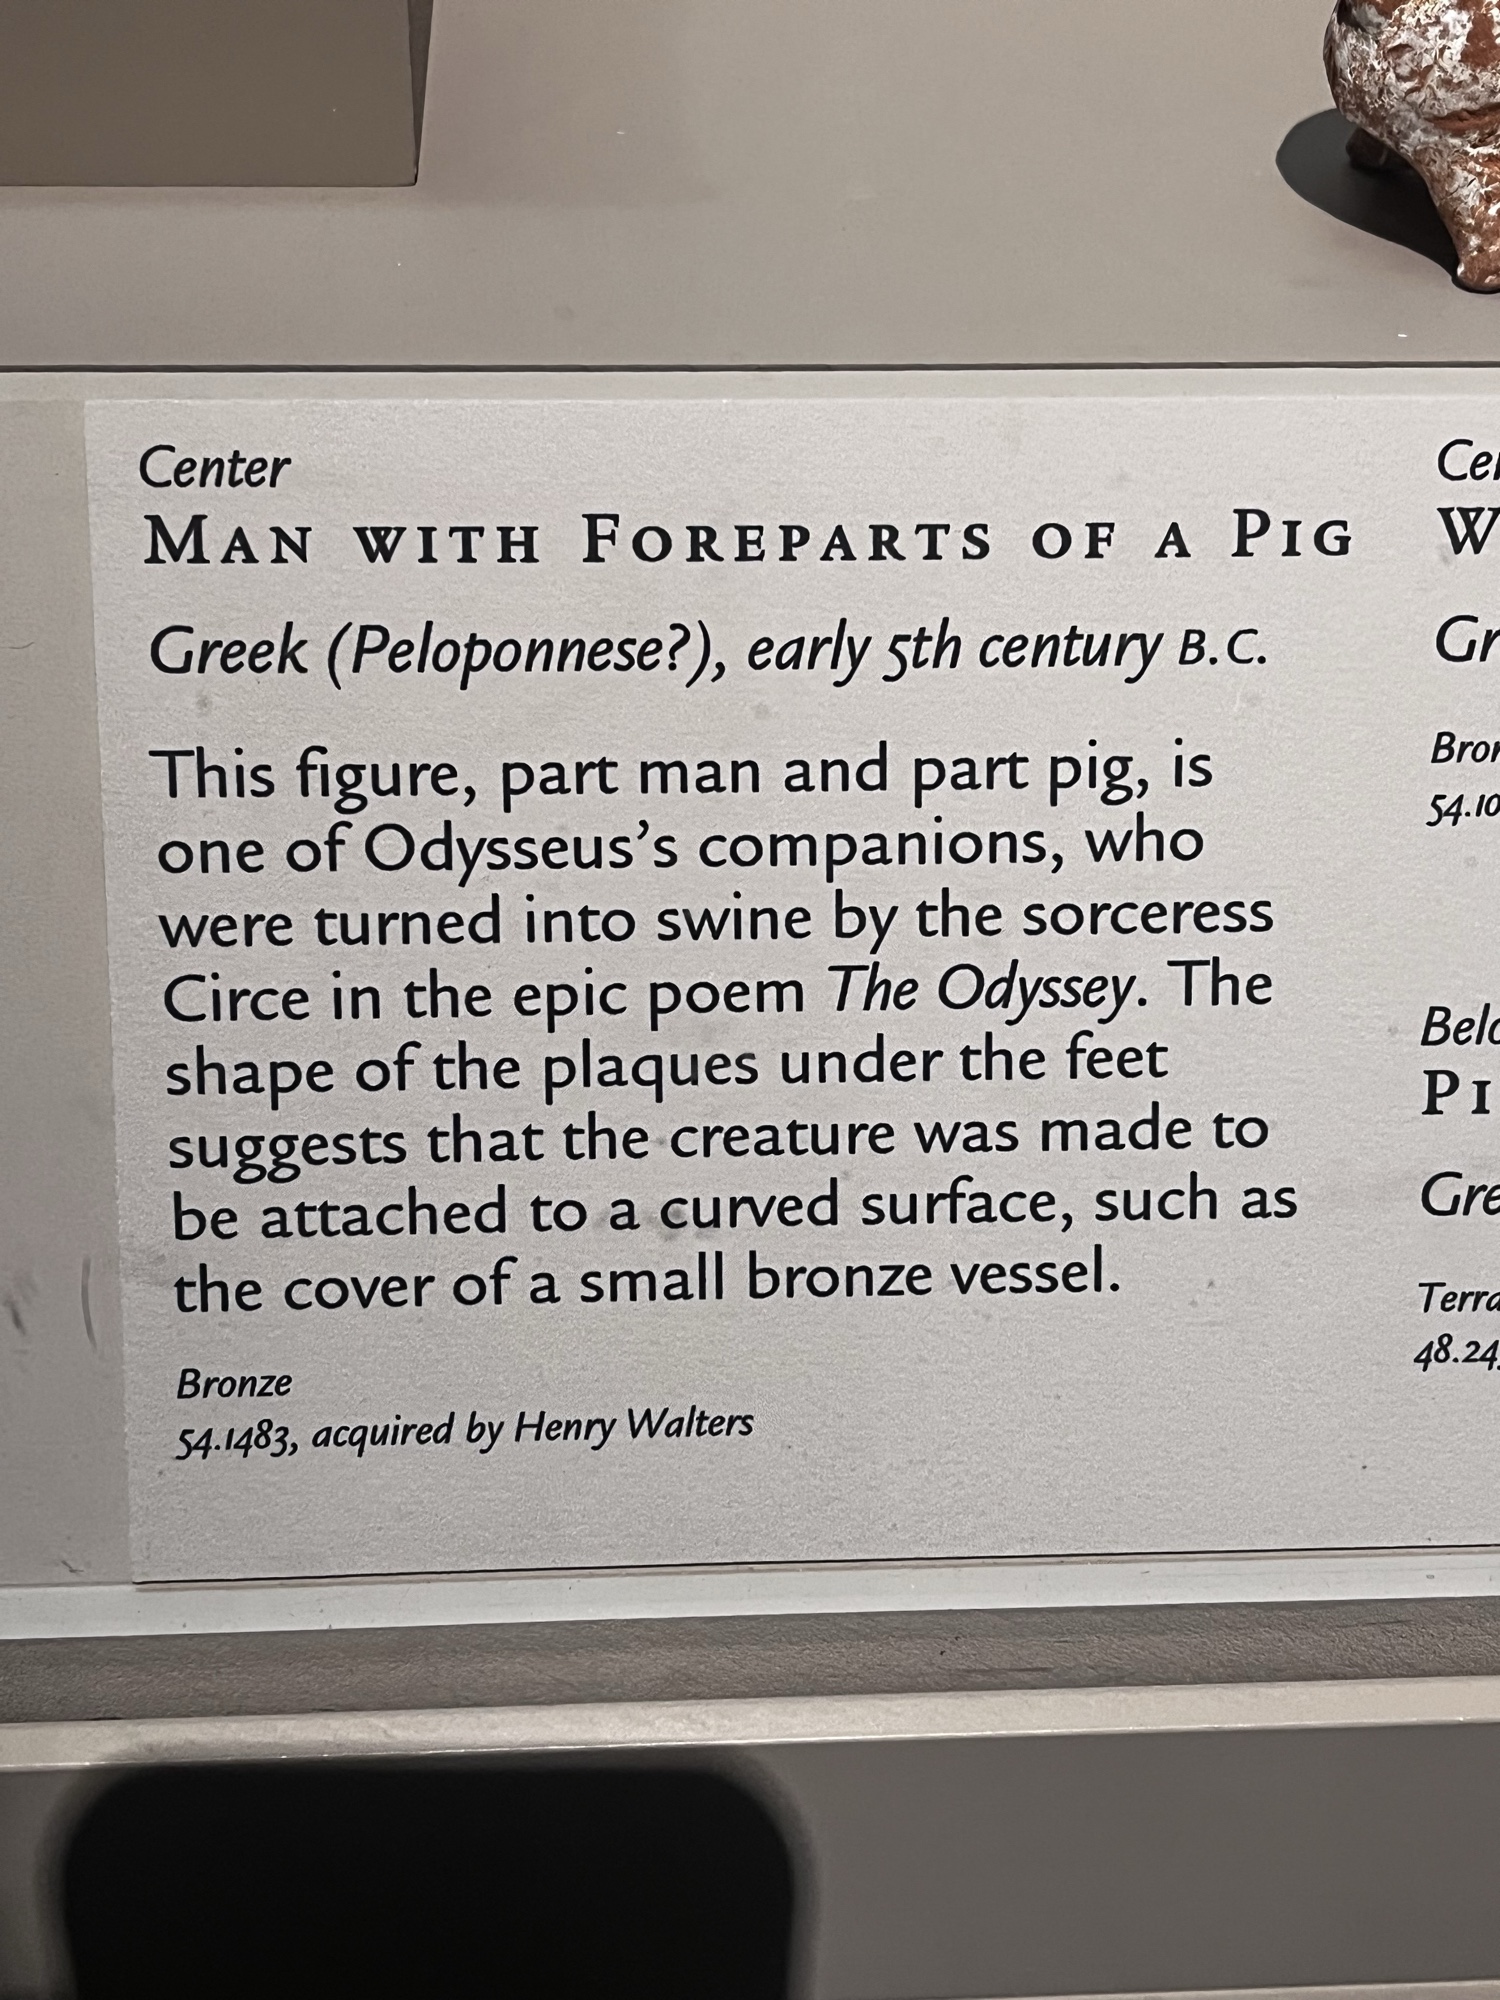 Center
MAN WITH FOREPARTS OF A PIG
Greek (Peloponnese?), early 5th century B.C.
This figure, part man and part pig, is
one of Odysseus’s companions, who
were turned into swine by the sorceress
Circe in the epic poem The Odyssey. The
shape of the plaques under the feet
suggests that the creature was made to
be attached to a curved surface, such as
the cover of a small bronze vessel.
Bronze
54.1483, acquired by Henry Walters